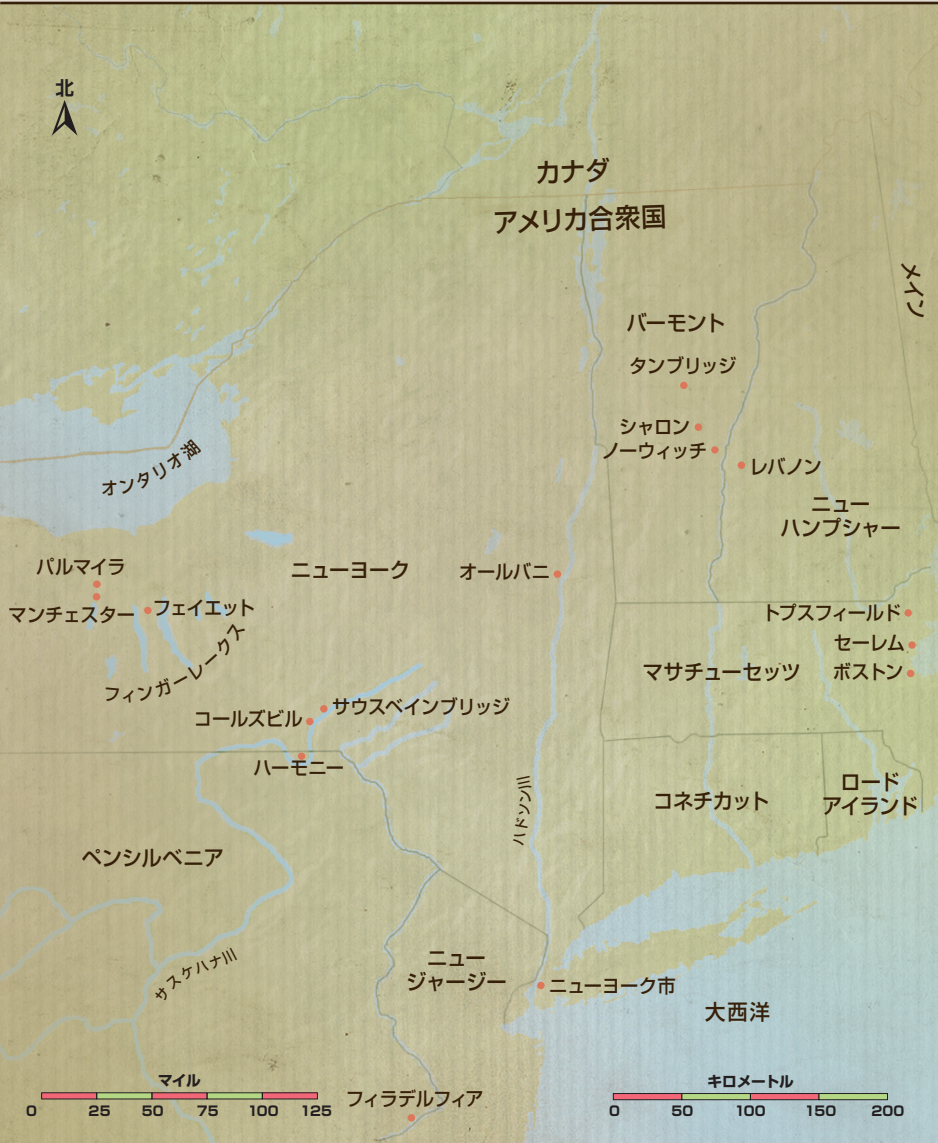 北
カナダ
アメリカ合衆国
メイン
バーモント
タンブリッジ
シャロン
ノーウィッチ
レバノン
オンタリオ湖
ニュー
ハンプシャー
パルマイラ
ニューヨーク
オールバニ
マンチェスター
フェイエット
トプスフィールド
セーレム
フィンガーレークス
マサチューセッツ
ボストン
コールズビル
サウスベインブリッジ
ハーモニー
ハドソン川
コネチカット
ロード
アイランド
ペンシルベニア
サスケハナ川
ニュー
ジャージー
ニューヨーク市
大西洋
マイル
0 25 50 75 100 125
フィラデルフィア
キロメートル
0 50 100 150 200